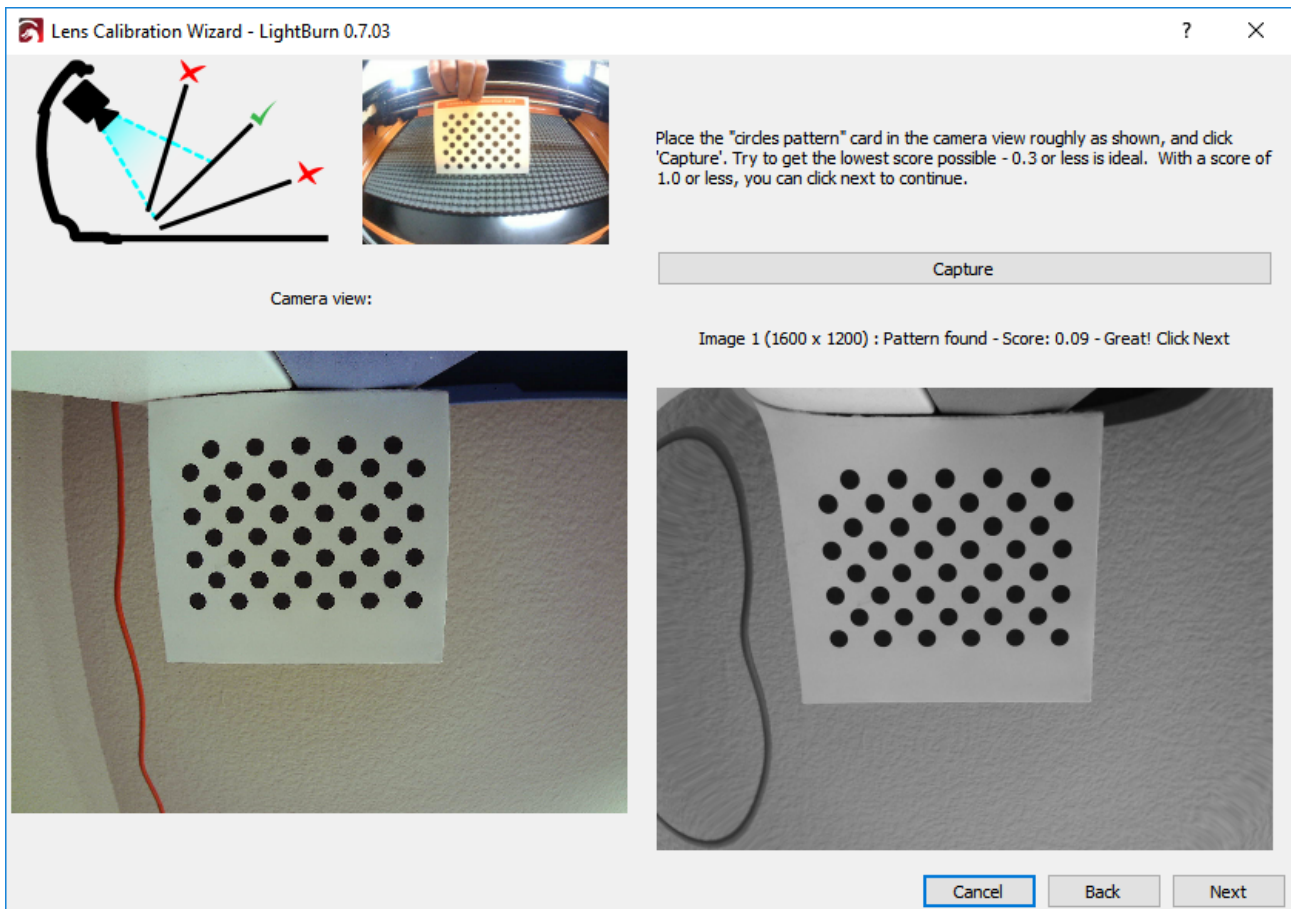 Lens Calibration Wizard - LightBurn 0.7.03
Place the "circles pattern" card in the camera view roughly as shown, and click
'Capture'. Try to get the lowest score possible - 0.3 or less is ideal.  With a score of
1.0 or less, you can click next to continue.
Capture
Camera view:
Image 1 (1600 x 1200) : Pattern found - Score: 0.09 - Great! Click Next
Cancel
Back
Next